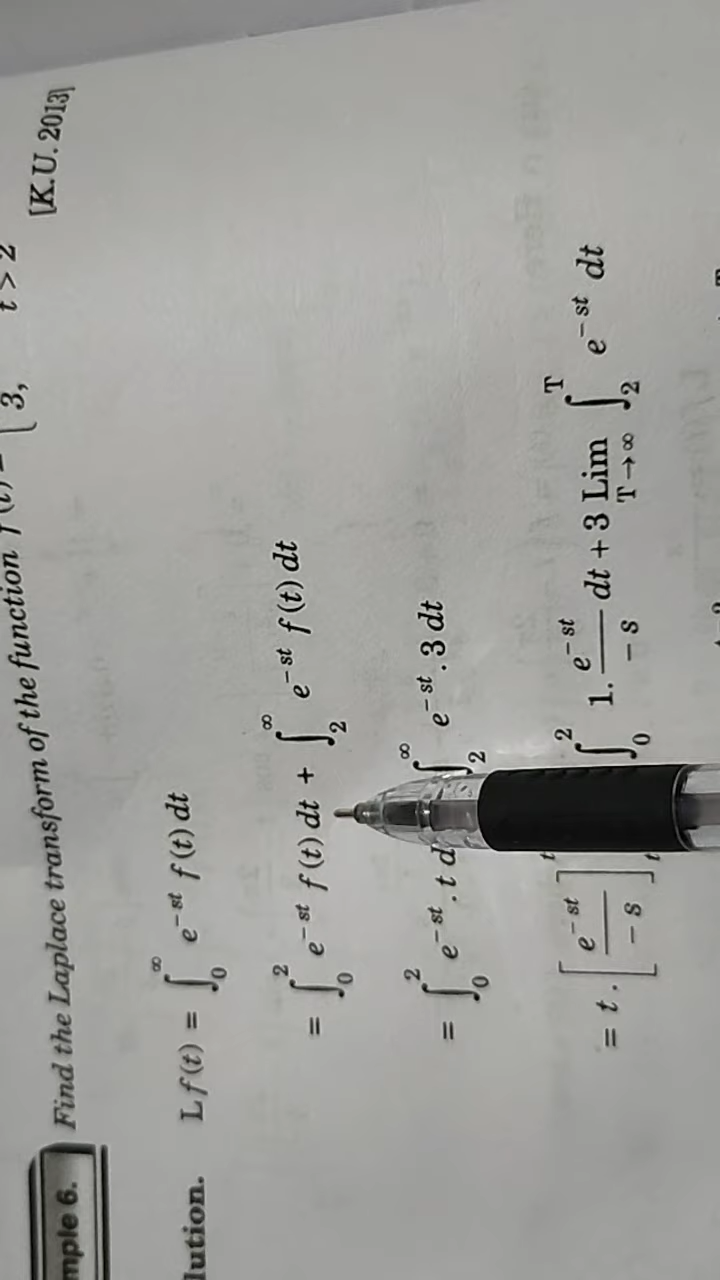 mple 6. Find the Laplace transform of the function f(t) = { 3, t > 2
[K.U. 2013]
lution. L f(t) = ∫₀^∞ e^{-st} f(t) dt
= ∫₀² e^{-st} f(t) dt + ∫₂^∞ e^{-st} f(t) dt
= ∫₀² e^{-st} . t d ∫₂^∞ e^{-st} . 3 dt
= t . [e^{-st}/-s] ∫₀² 1. e^{-st}/-s dt + 3 Lim_{T→∞} ∫₂^T e^{-st} dt